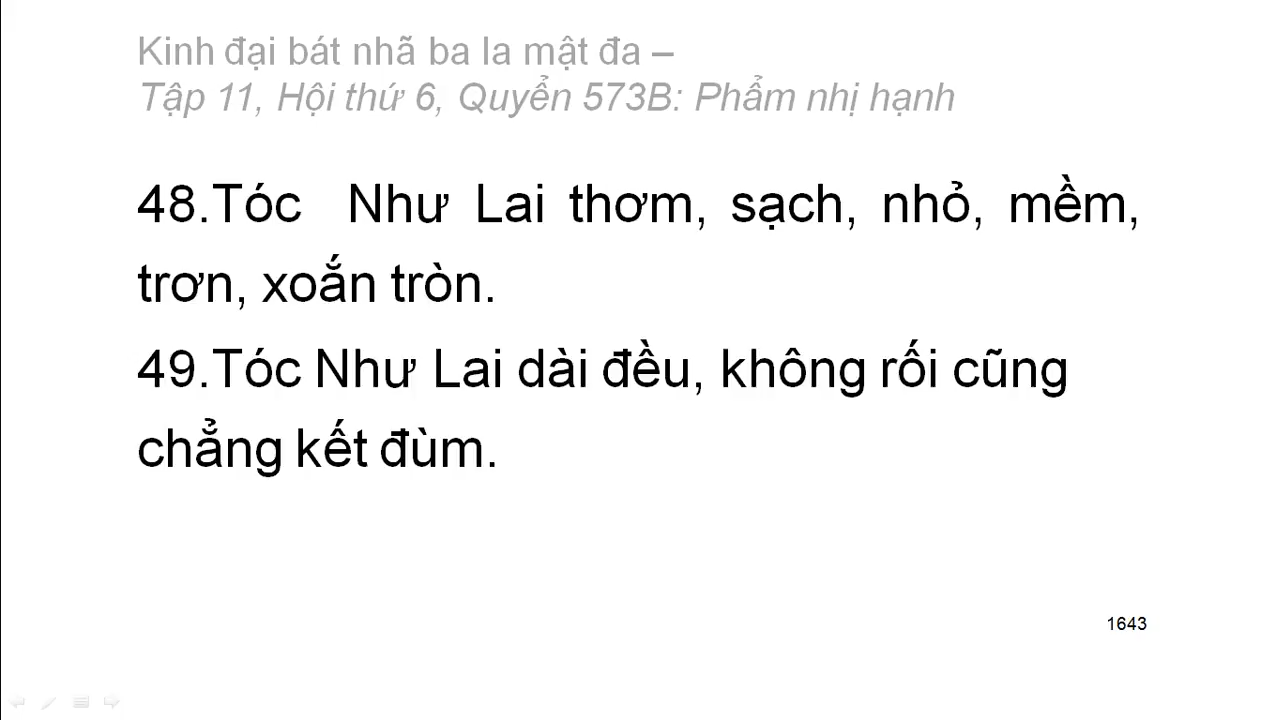 Kinh đại bát nhã ba la mật đa –
Tập 11, Hội thứ 6, Quyển 573B: Phẩm nhị hạnh
48.Tóc Như Lai thơm, sạch, nhỏ, mềm,
trơn, xoắn tròn.
49.Tóc Như Lai dài đều, không rối cũng
chẳng kết đùm.
1643